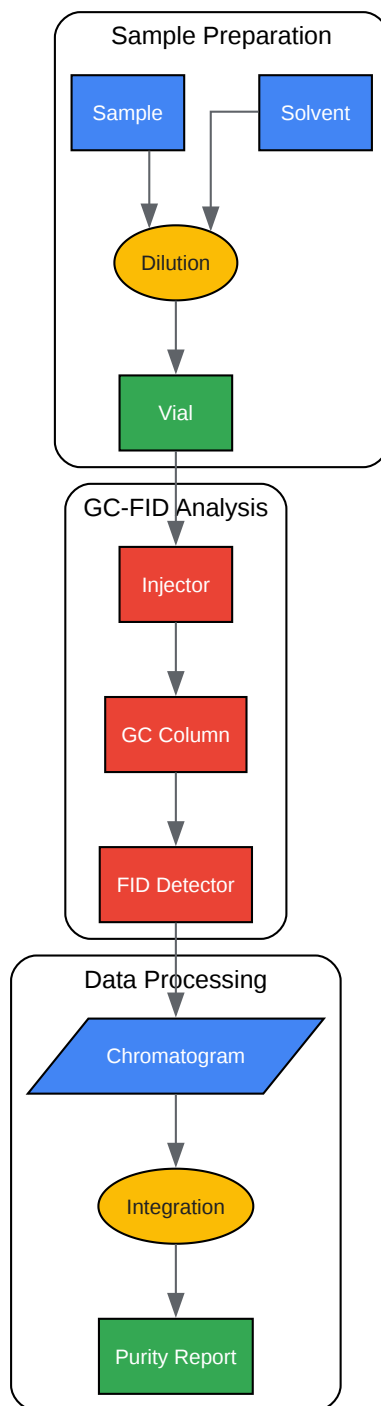 Sample Preparation
Sample
Solvent
Dilution
Vial
GC-FID Analysis
Injector
GC Column
FID Detector
Data Processing
Chromatogram
Integration
Purity Report